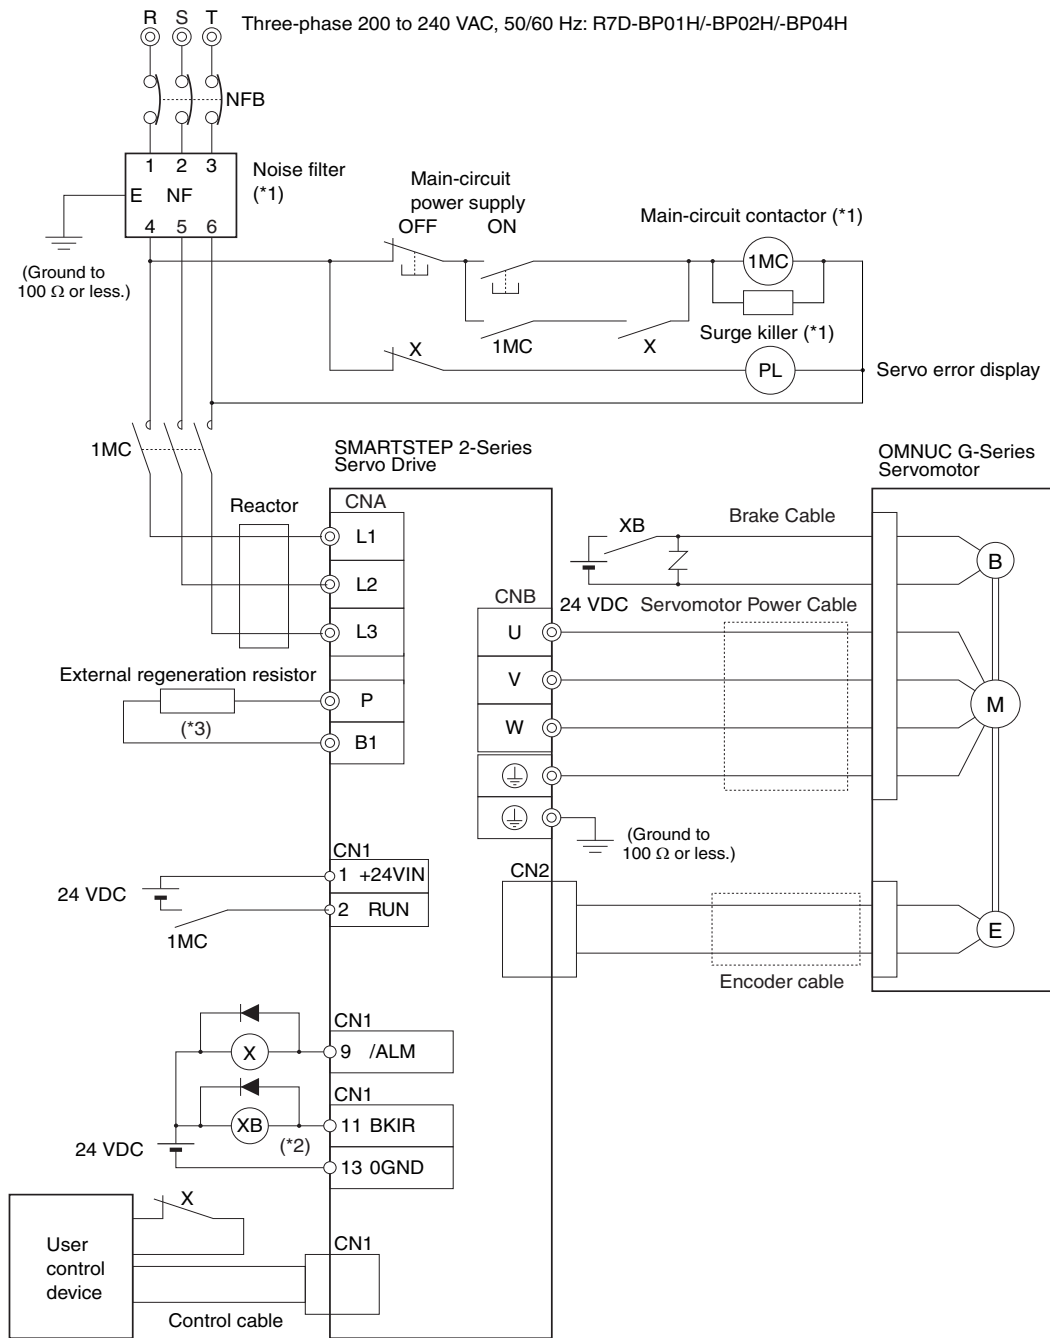 R S T
Three-phase 200 to 240 VAC, 50/60 Hz: R7D-BP01H/-BP02H/-BP04H
NFB
1 2 3
E NF
4 5 6
Noise filter
(*1)
(Ground to
100 Ω or less.)
Main-circuit
power supply
OFF ON
Main-circuit contactor (*1)
1MC
Surge killer (*1)
1MC
X
X
PL
Servo error display
1MC
SMARTSTEP 2-Series
Servo Drive
OMNUC G-Series
Servomotor
Reactor
CNA
L1
L2
L3
External regeneration resistor
(*3)
P
B1
XB
Brake Cable
B
24 VDC
Servomotor Power Cable
CNB
U
V
W
M
(Ground to
100 Ω or less.)
CN1
1 +24VIN
2 RUN
24 VDC
1MC
CN2
E
Encoder cable
CN1
X
9 /ALM
CN1
XB
(*2)
11 BKIR
24 VDC
13 0GND
X
User
control
device
CN1
Control cable